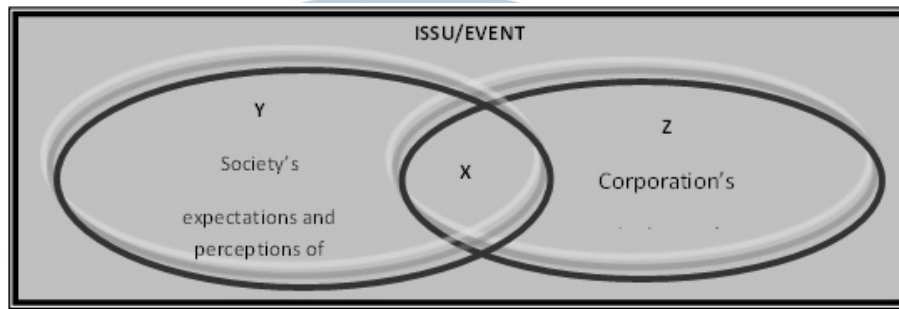 ISSU/EVENT
Y
Society's
expectations and
perceptions of
X
Z
Corporation's